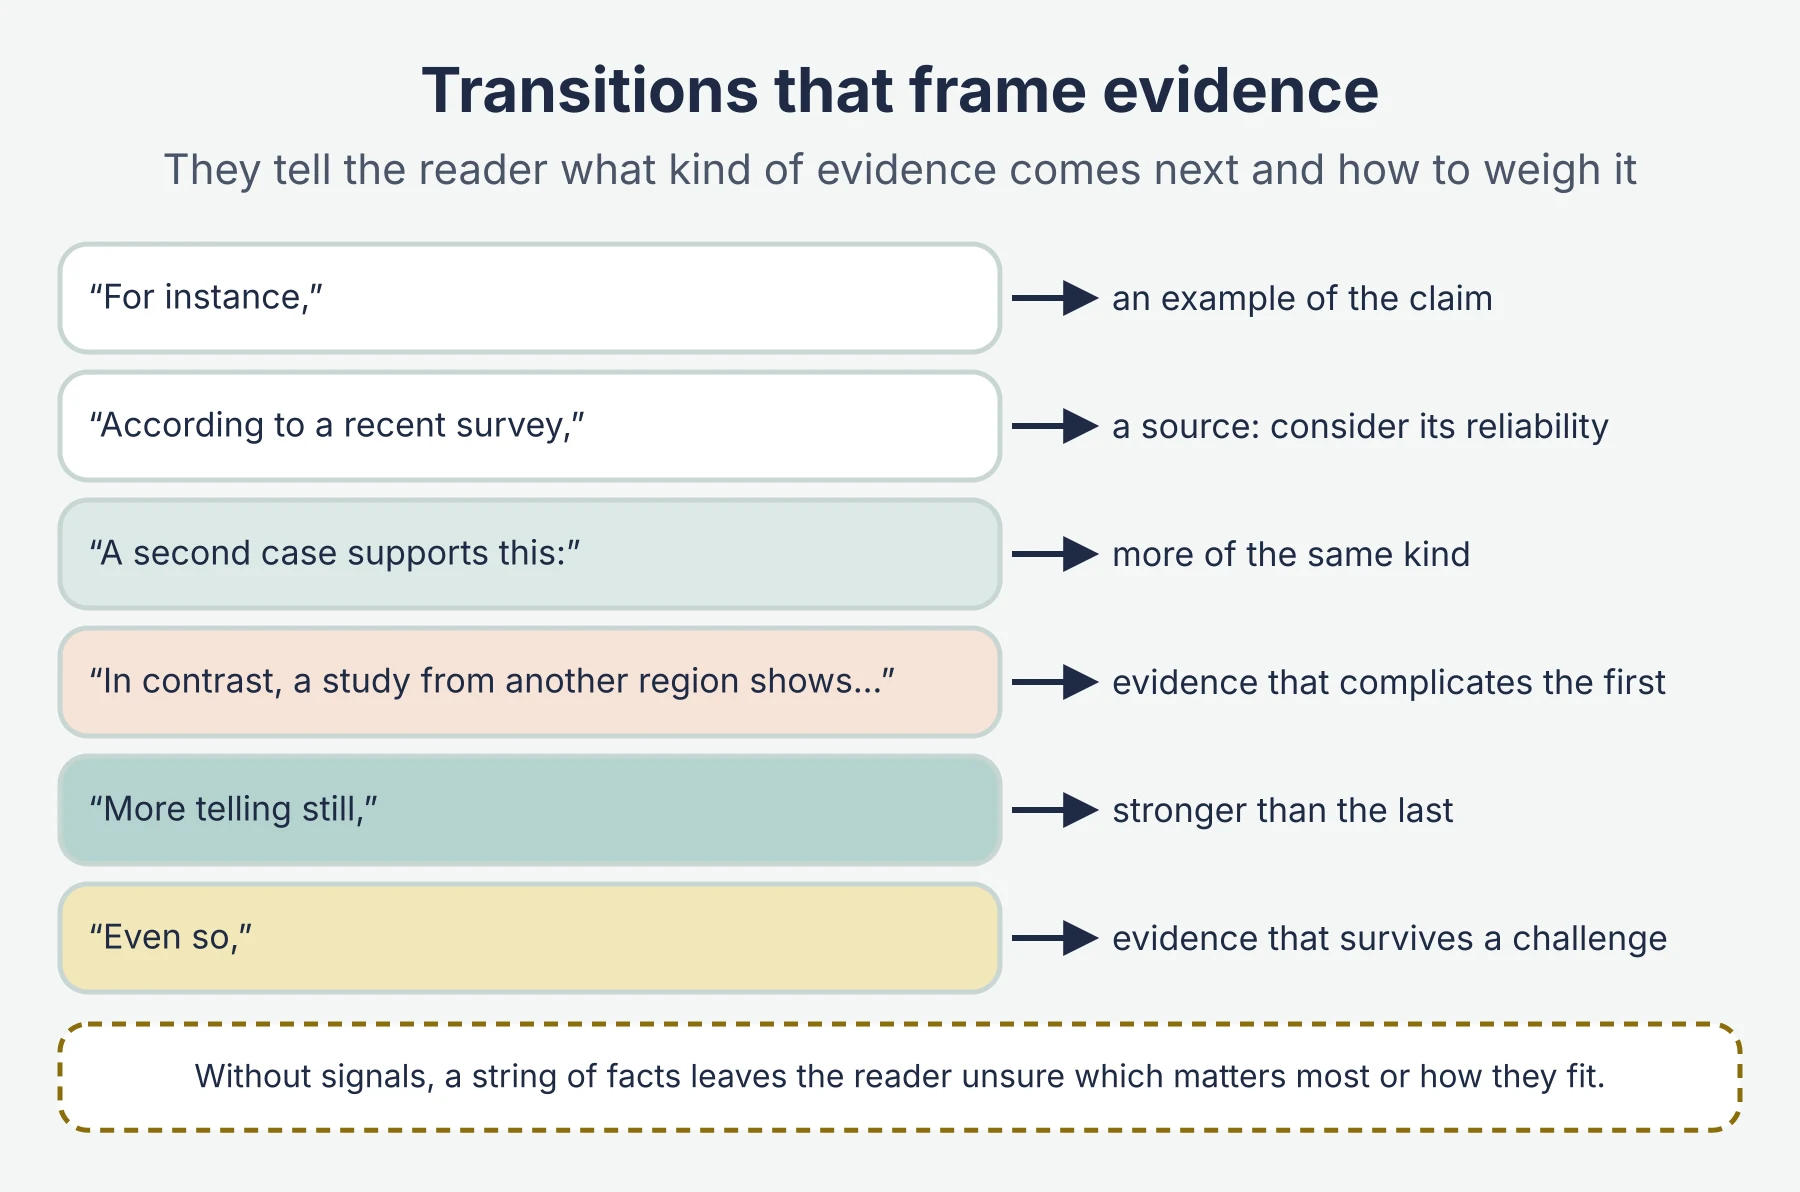 Transitions that frame evidence
They tell the reader what kind of evidence comes next and how to weigh it
“For instance,”
an example of the claim
“According to a recent survey,”
a source: consider its reliability
“A second case supports this:”
more of the same kind
“In contrast, a study from another region shows…”
evidence that complicates the first
“More telling still,”
stronger than the last
“Even so,”
evidence that survives a challenge
Without signals, a string of facts leaves the reader unsure which matters most or how they fit.